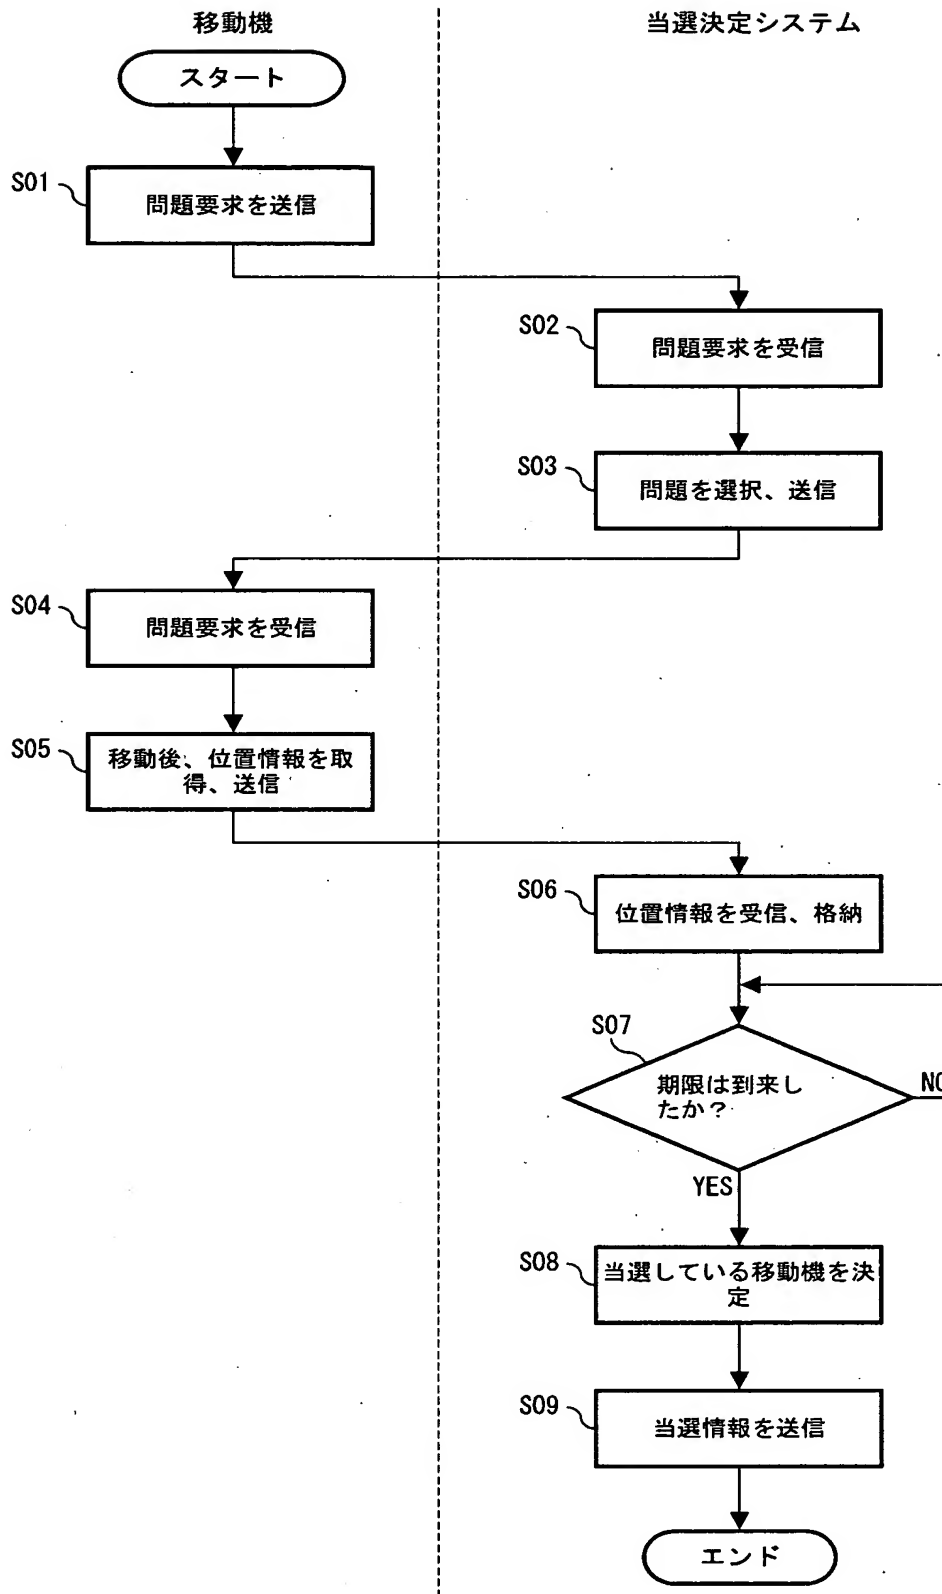 移動機
当選決定システム
スタート
S01
問題要求を送信
S02
問題要求を受信
S03
問題を選択、送信
S04
問題要求を受信
S05
移動後、位置情報を取
得、送信
S06
位置情報を受信、格納
S07
期限は到来し
たか？
NO
YES
S08
当選している移動機を決
定
S09
当選情報を送信
エンド